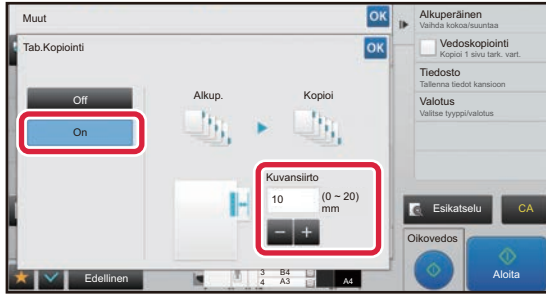 Muut
OK
Tab.Kopiointi
OK
Off
On
Alkup.
Kopioi
Kuvansiirto
10
(0 ~ 20)
mm
Edellinen
3 B4
4 A3
A4
Alkuperäinen
Vaihda kokoa/suuntaa
Vedoskopiointi
Kopioi 1 sivu tark. vart.
Tiedosto
Tallenna tiedot kansioon
Valotus
Valitse tyyppi/valotus
Esikatselu
CA
Oikovedos
Aloita